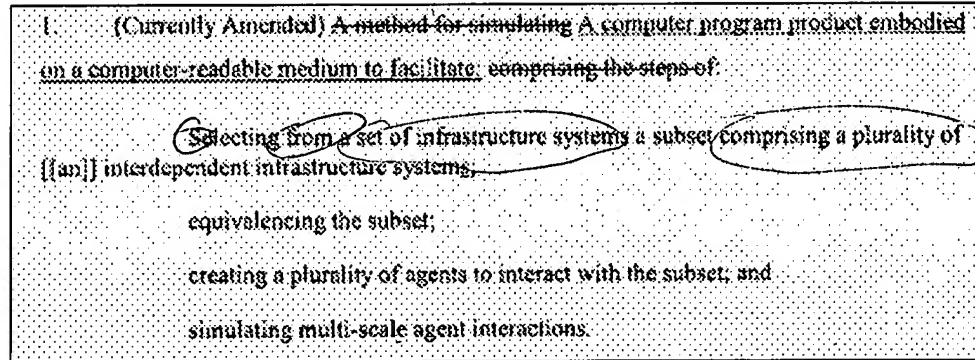 1. (Currently Amended) A method for simulating A computer program product embodied
on a computer-readable medium to facilitate: comprising the steps of:
Selecting from a set of infrastructure systems a subset comprising a plurality of
[[an]] interdependent infrastructure systems;
equivalencing the subset;
creating a plurality of agents to interact with the subset; and
simulating multi-scale agent interactions.